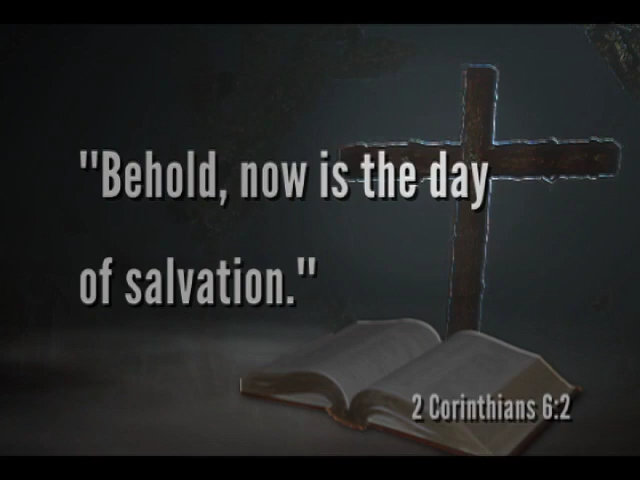 "Behold, now is the day
of salvation."
2 Corinthians 6:2